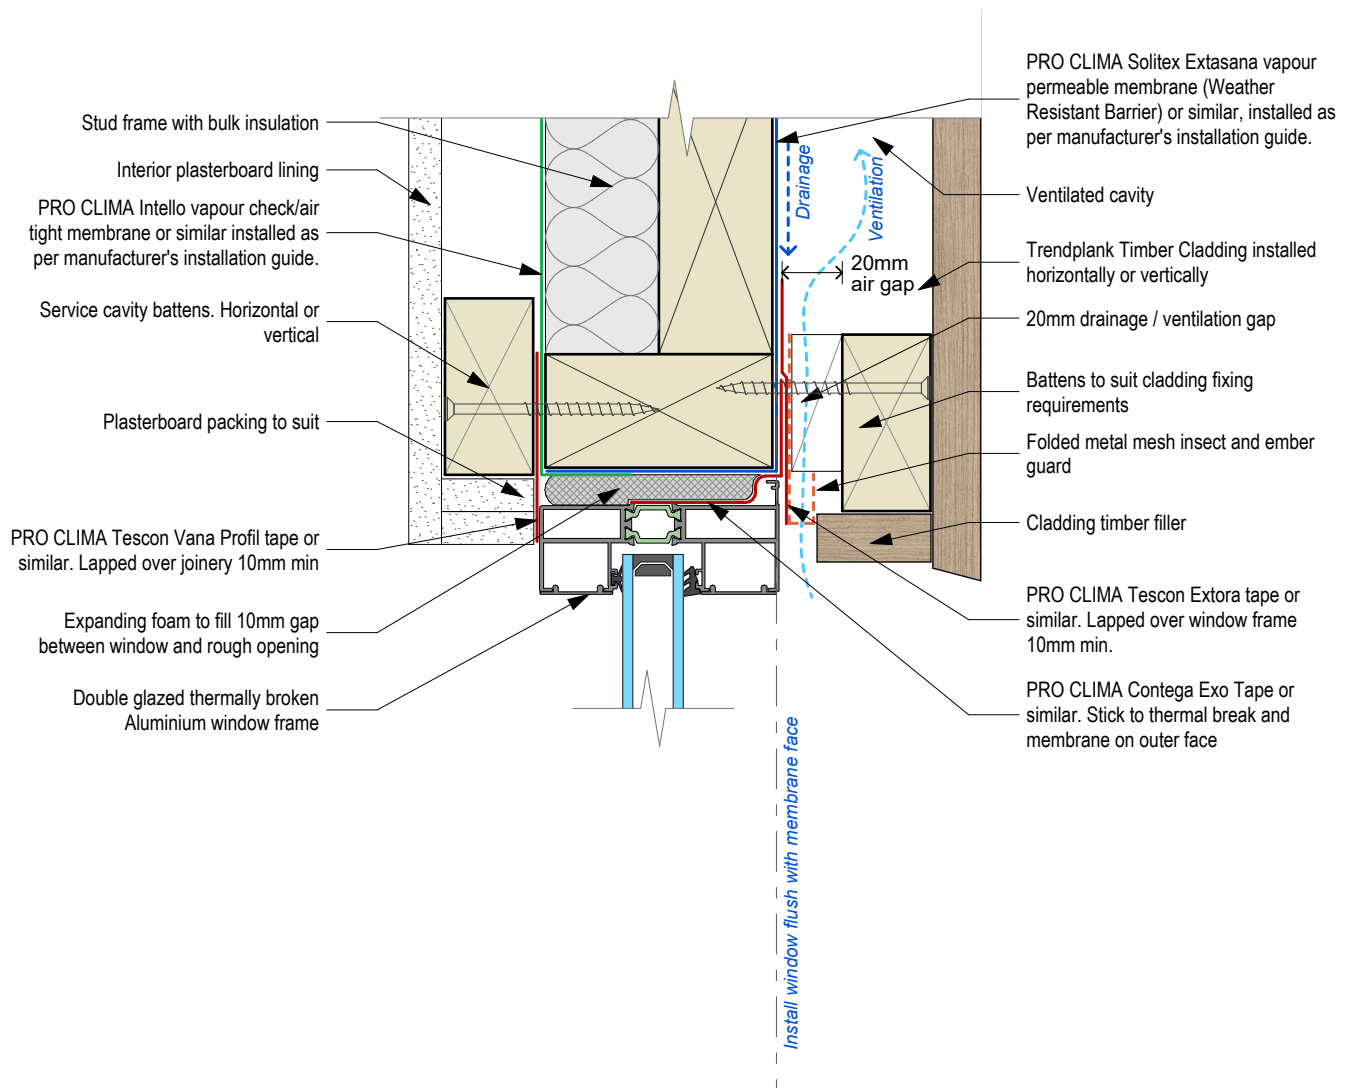 Stud frame with bulk insulation
Interior plasterboard lining
PRO CLIMA Intello vapour check/air
tight membrane or similar installed as
per manufacturer's installation guide.
Service cavity battens. Horizontal or
vertical
Plasterboard packing to suit
PRO CLIMA Tescon Vana Profil tape or
similar. Lapped over joinery 10mm min
Expanding foam to fill 10mm gap
between window and rough opening
Double glazed thermally broken
Aluminium window frame
Drainage
Ventilation
20mm
air gap
Install window flush with membrane face
PRO CLIMA Solitex Extasana vapour
permeable membrane (Weather
Resistant Barrier) or similar, installed as
per manufacturer's installation guide.
Ventilated cavity
Trendplank Timber Cladding installed
horizontally or vertically
20mm drainage / ventilation gap
Battens to suit cladding fixing
requirements
Folded metal mesh insect and ember
guard
Cladding timber filler
PRO CLIMA Tescon Extora tape or
similar. Lapped over window frame
10mm min.
PRO CLIMA Contega Exo Tape or
similar. Stick to thermal break and
membrane on outer face